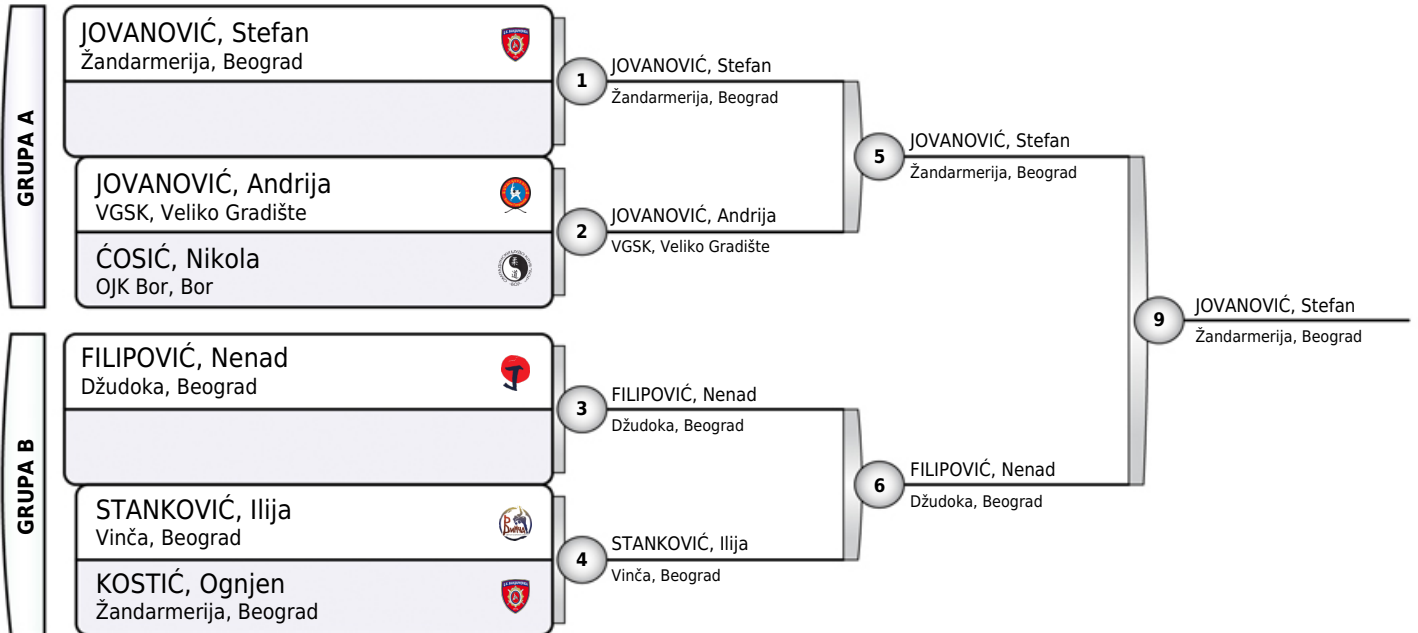 GRUPA A
JOVANOVIĆ, Stefan
Žandarmerija, Beograd
JOVANOVIĆ, Andrija
VGSK, Veliko Gradište
ĆOSIĆ, Nikola
OJK Bor, Bor
GRUPA B
FILIPOVIĆ, Nenad
Džudoka, Beograd
STANKOVIĆ, Ilija
Vinča, Beograd
KOSTIĆ, Ognjen
Žandarmerija, Beograd
1
JOVANOVIĆ, Stefan
Žandarmerija, Beograd
2
JOVANOVIĆ, Andrija
VGSK, Veliko Gradište
3
FILIPOVIĆ, Nenad
Džudoka, Beograd
4
STANKOVIĆ, Ilija
Vinča, Beograd
5
JOVANOVIĆ, Stefan
Žandarmerija, Beograd
6
FILIPOVIĆ, Nenad
Džudoka, Beograd
9
JOVANOVIĆ, Stefan
Žandarmerija, Beograd